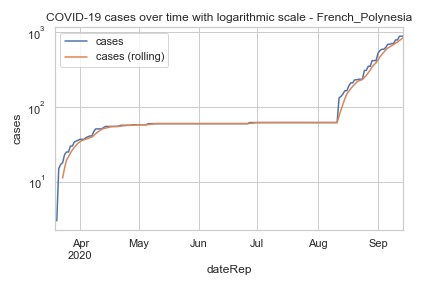 COVID-19 cases over time with logarithmic scale - French_Polynesia
cases
cases (rolling)
10³
10²
10¹
cases
Apr
2020
May
Jun
Jul
Aug
Sep
dateRep